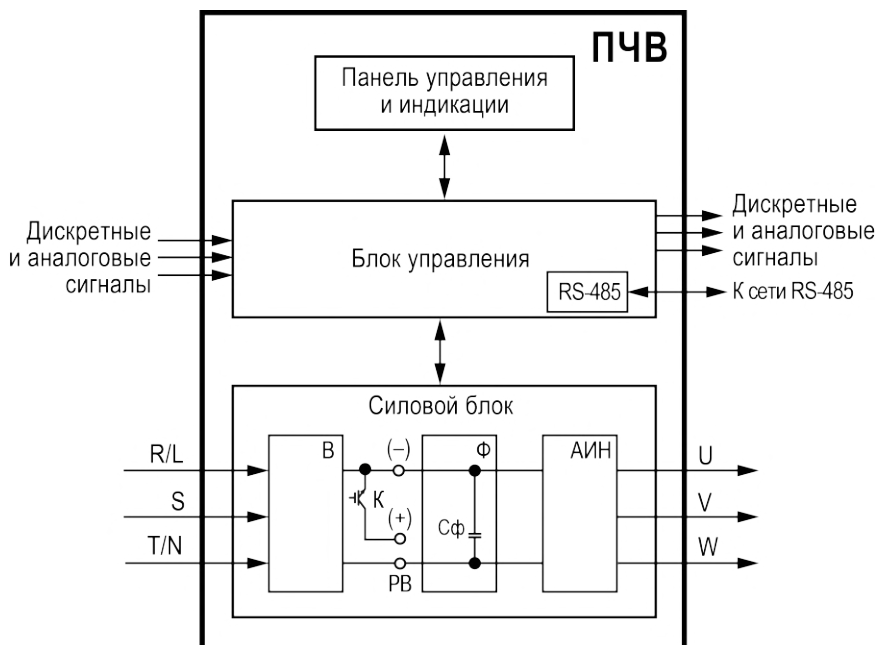 ПЧВ
Панель управления
и индикации
Дискретные
и аналоговые
сигналы
Блок управления
RS-485
Дискретные
и аналоговые
сигналы
К сети RS-485
Силовой блок
R/L
S
T/N
В
(–)
К
(+)
РВ
Ф
Сф
АИН
U
V
W